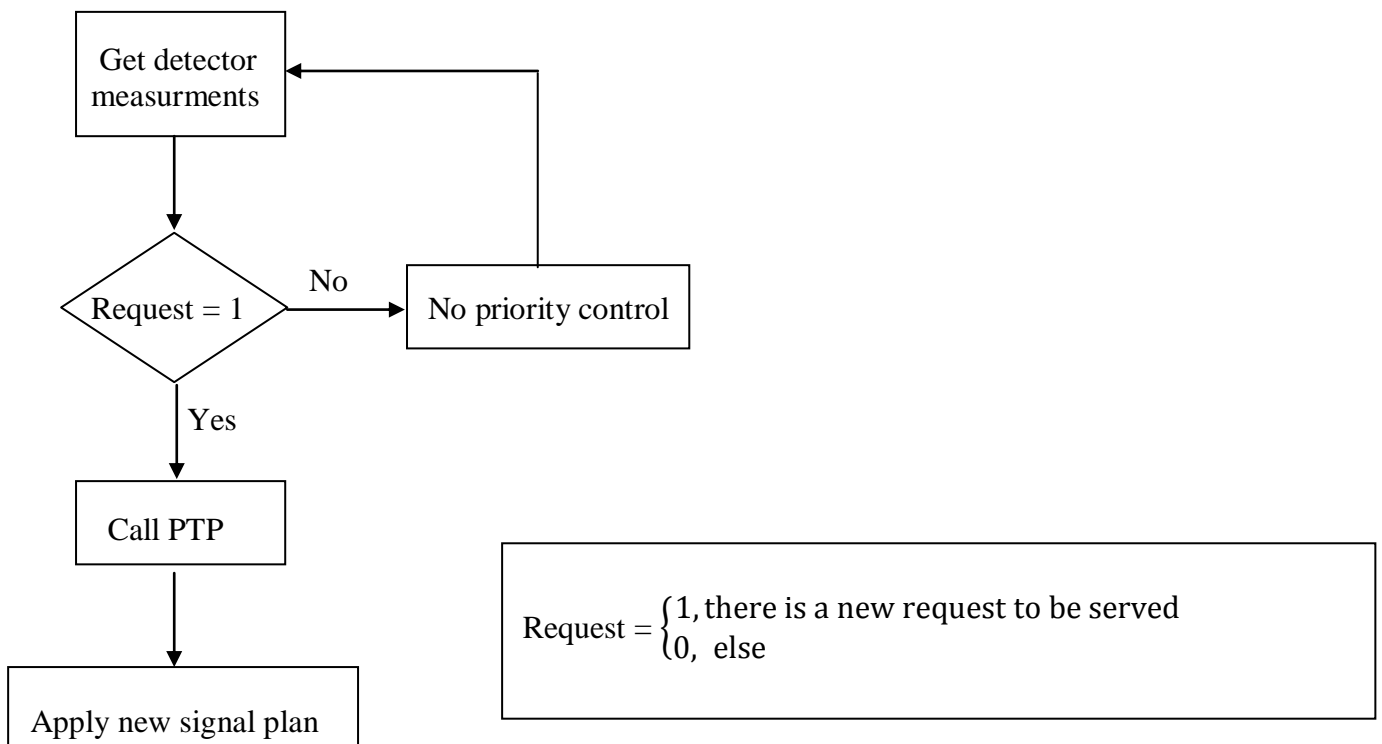 Get detector
measurments
Request = 1
No
No priority control
Yes
Call PTP
Request = {1, there is a new request to be served
0, else
Apply new signal plan